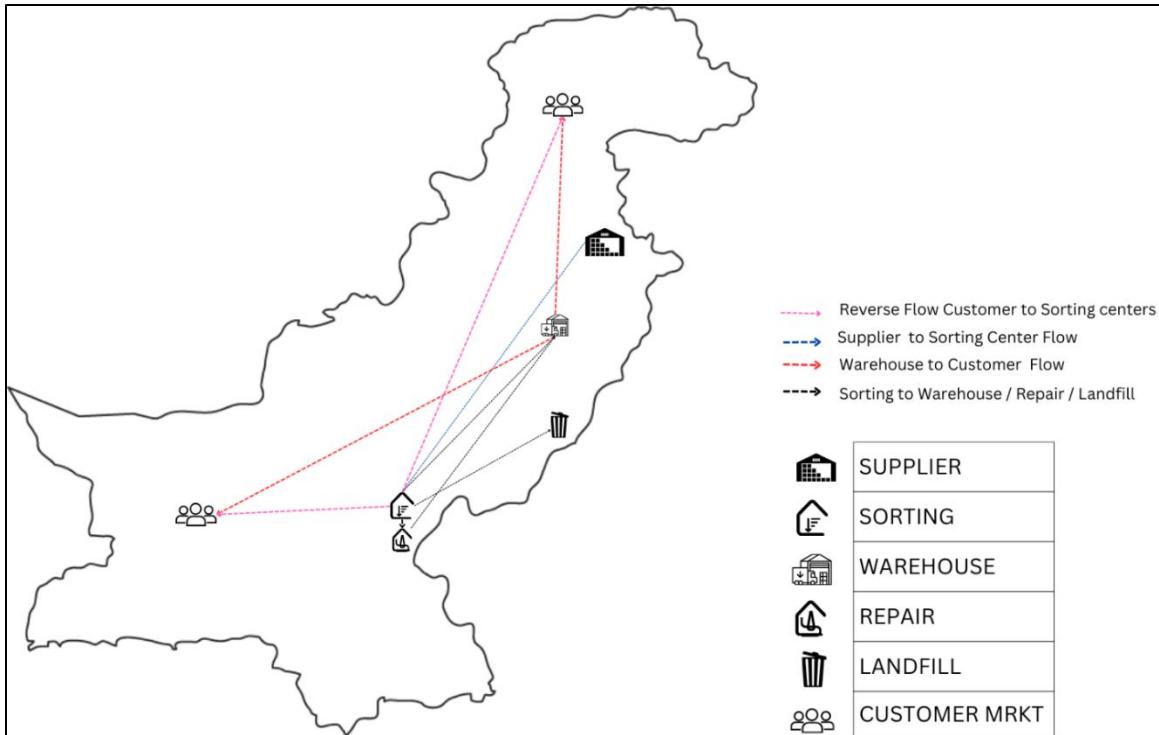 Reverse Flow Customer to Sorting centers
Supplier to Sorting Center Flow
Warehouse to Customer Flow
Sorting to Warehouse / Repair / Landfill
SUPPLIER
SORTING
WAREHOUSE
REPAIR
LANDFILL
CUSTOMER MRKT